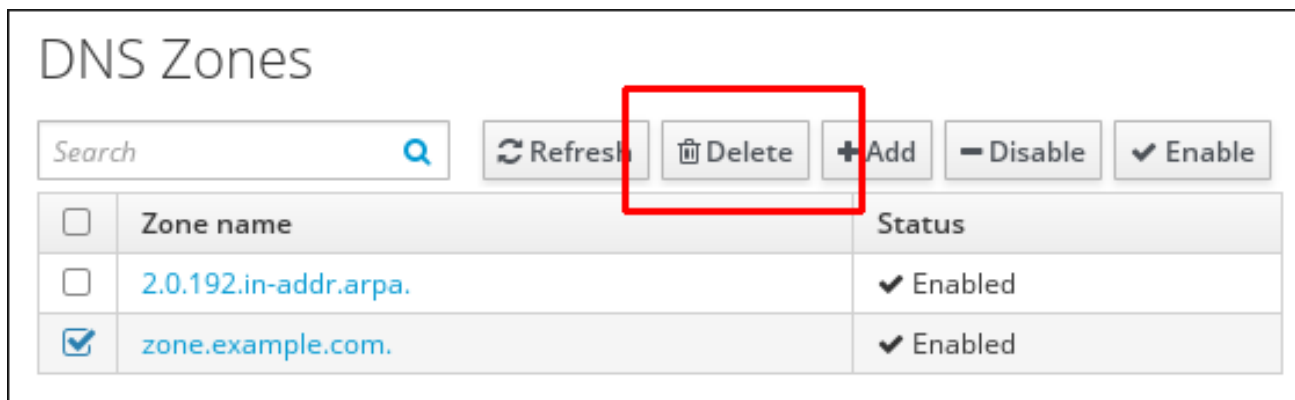 DNS Zones
Search Refresh Delete Add Disable Enable
Zone name Status
2.0.192.in-addr.arpa. Enabled
zone.example.com. Enabled